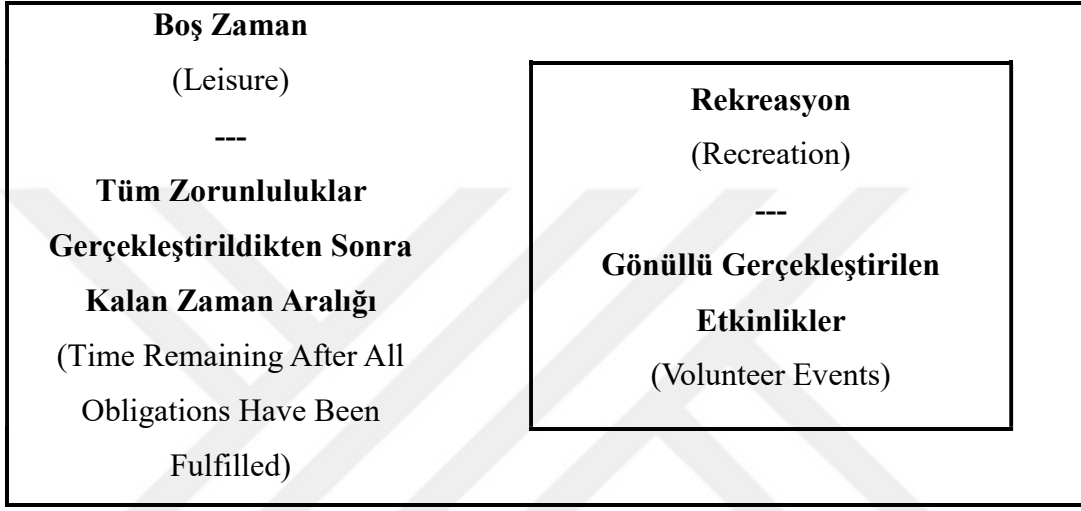 Boş Zaman
(Leisure)
---
Tüm Zorunluluklar
Gerçekleştirildikten Sonra
Kalan Zaman Aralığı
(Time Remaining After All
Obligations Have Been
Fulfilled)
Rekreasyon
(Recreation)
---
Gönüllü Gerçekleştirilen
Etkinlikler
(Volunteer Events)